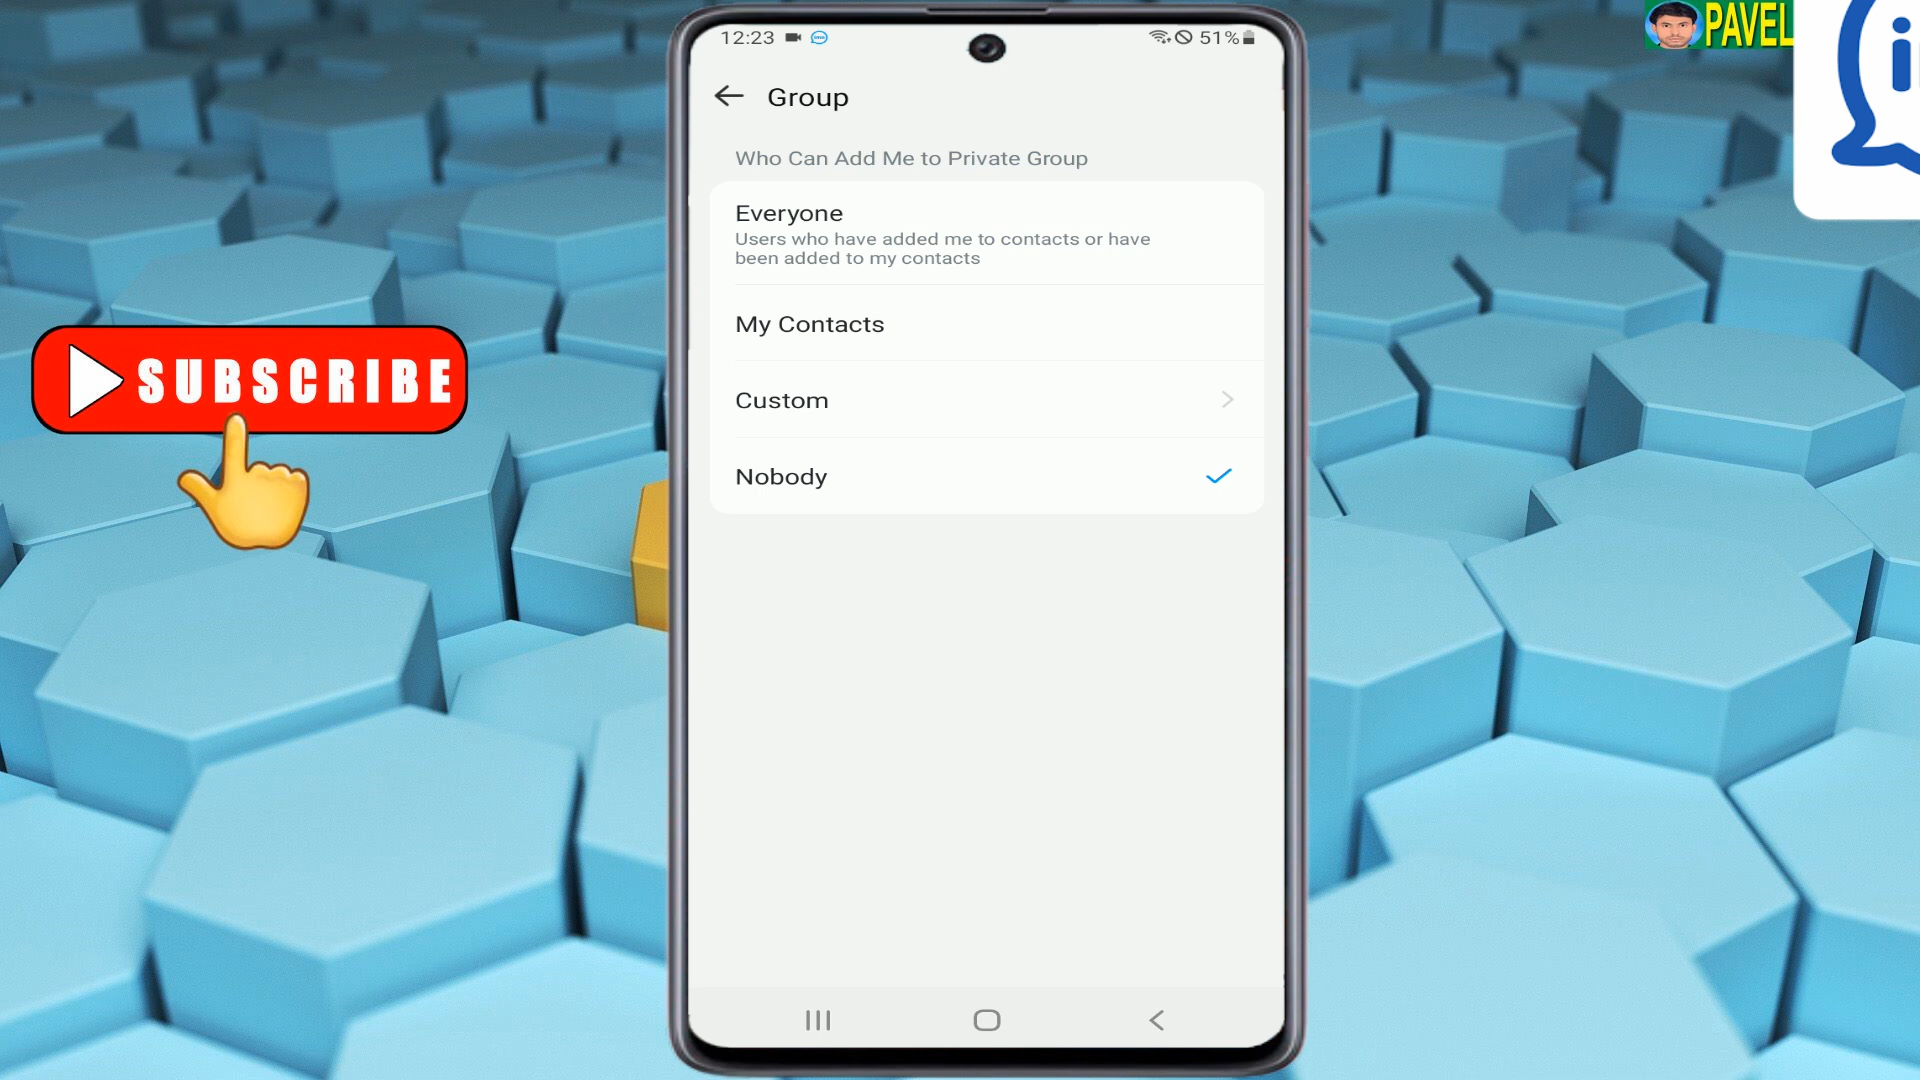 12:23
51%
PAVEL
Group
Who Can Add Me to Private Group
Everyone
Users who have added me to contacts or have
been added to my contacts
My Contacts
SUBSCRIBE
Custom
Nobody